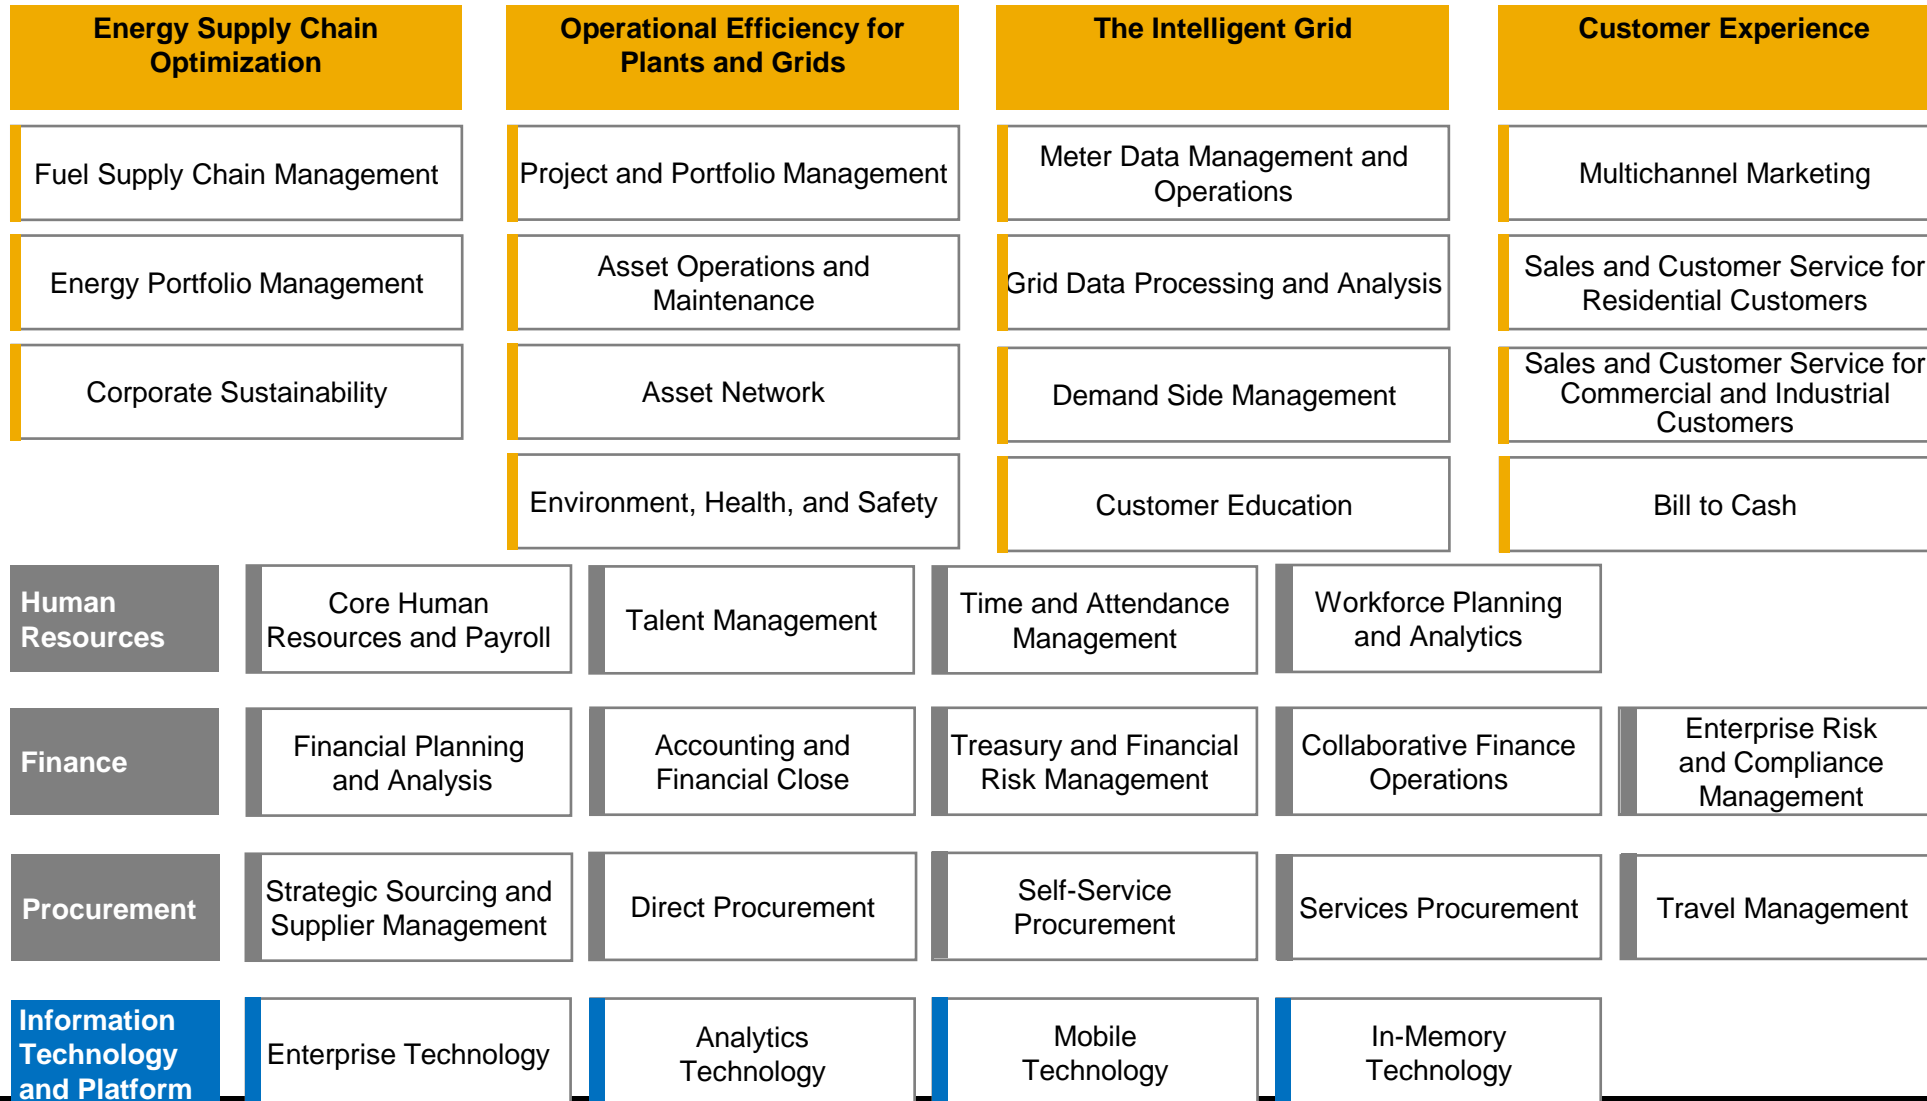 Energy Supply Chain
Optimization
Operational Efficiency for
Plants and Grids
The Intelligent Grid
Customer Experience
Fuel Supply Chain Management
Project and Portfolio Management
Meter Data Management and
Operations
Multichannel Marketing
Energy Portfolio Management
Asset Operations and
Maintenance
Grid Data Processing and Analysis
Sales and Customer Service for
Residential Customers
Corporate Sustainability
Asset Network
Demand Side Management
Sales and Customer Service for
Commercial and Industrial
Customers
Environment, Health, and Safety
Customer Education
Bill to Cash
Human
Resources
Core Human
Resources and Payroll
Talent Management
Time and Attendance
Management
Workforce Planning
and Analytics
Finance
Financial Planning
and Analysis
Accounting and
Financial Close
Treasury and Financial
Risk Management
Collaborative Finance
Operations
Enterprise Risk
and Compliance
Management
Procurement
Strategic Sourcing and
Supplier Management
Direct Procurement
Self-Service
Procurement
Services Procurement
Travel Management
Information
Technology
and Platform
Enterprise Technology
Analytics
Technology
Mobile
Technology
In-Memory
Technology